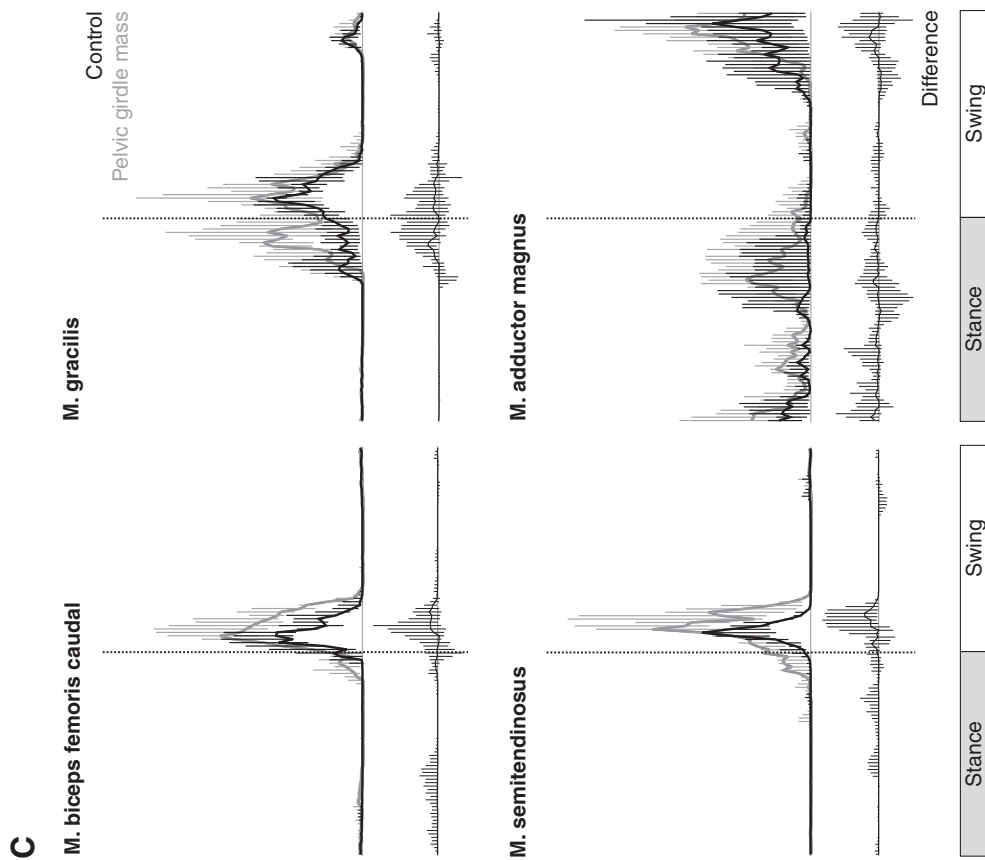 C
M. biceps femoris caudal
M. gracilis
Control
Pelvic girdle mass
M. semitendinosus
M. adductor magnus
Difference
Stance
Swing
Stance
Swing